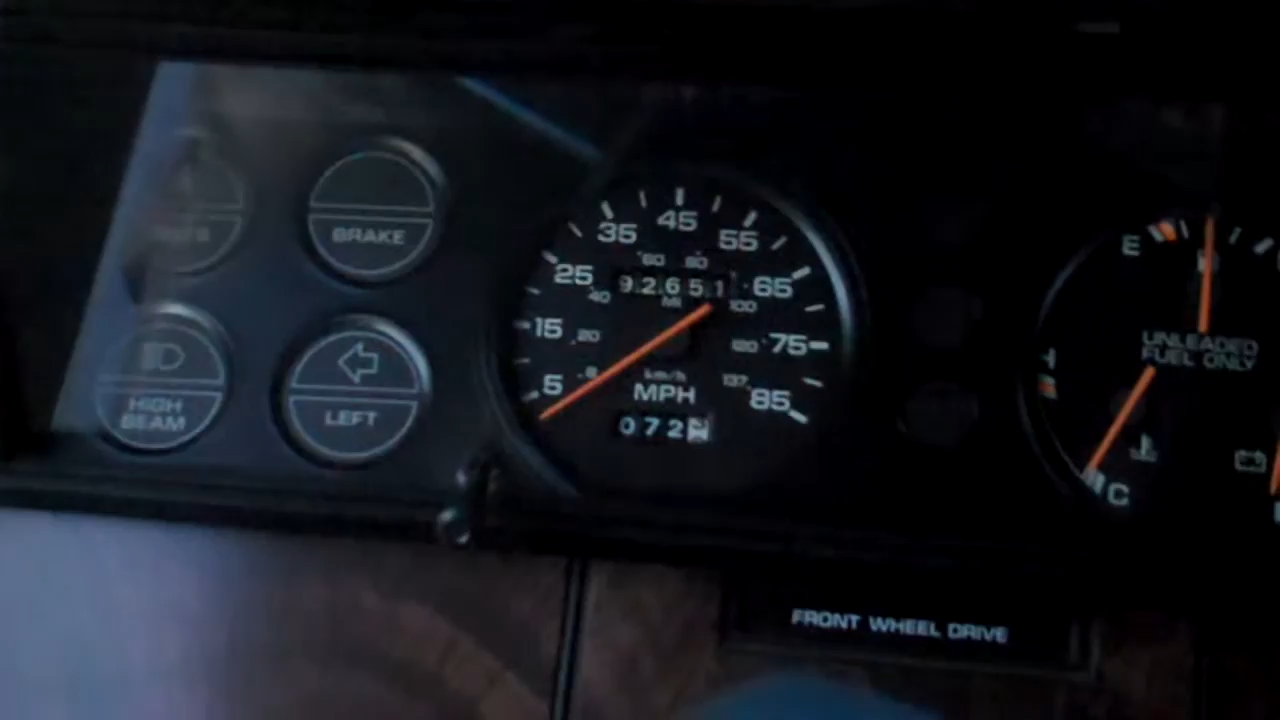 BRAKE
HIGH
BEAM
LEFT
5
15
25
35
45
55
65
75
85
20
40
60
80
100
120
137
92651
MI
km/h
MPH
072
E
UNLEADED
FUEL ONLY
H
C
FRONT WHEEL DRIVE